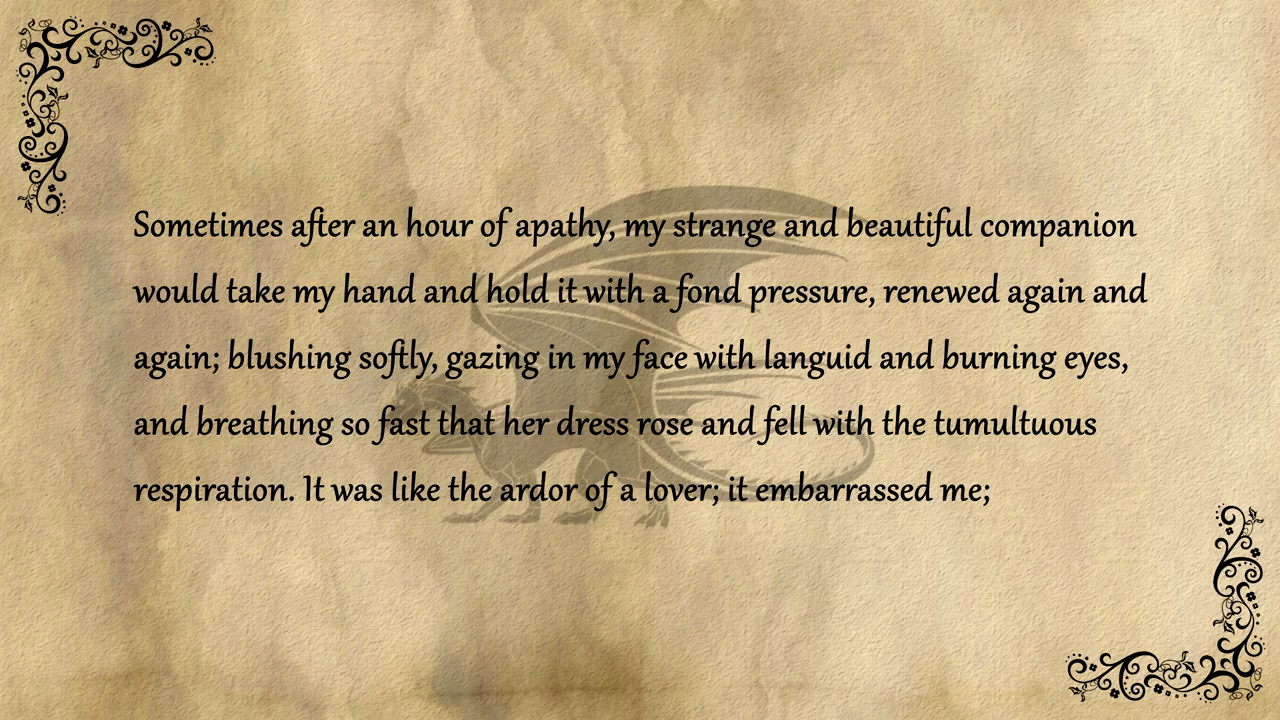 Sometimes after an hour of apathy, my strange and beautiful companion
would take my hand and hold it with a fond pressure, renewed again and
again; blushing softly, gazing in my face with languid and burning eyes,
and breathing so fast that her dress rose and fell with the tumultuous
respiration. It was like the ardor of a lover; it embarrassed me;